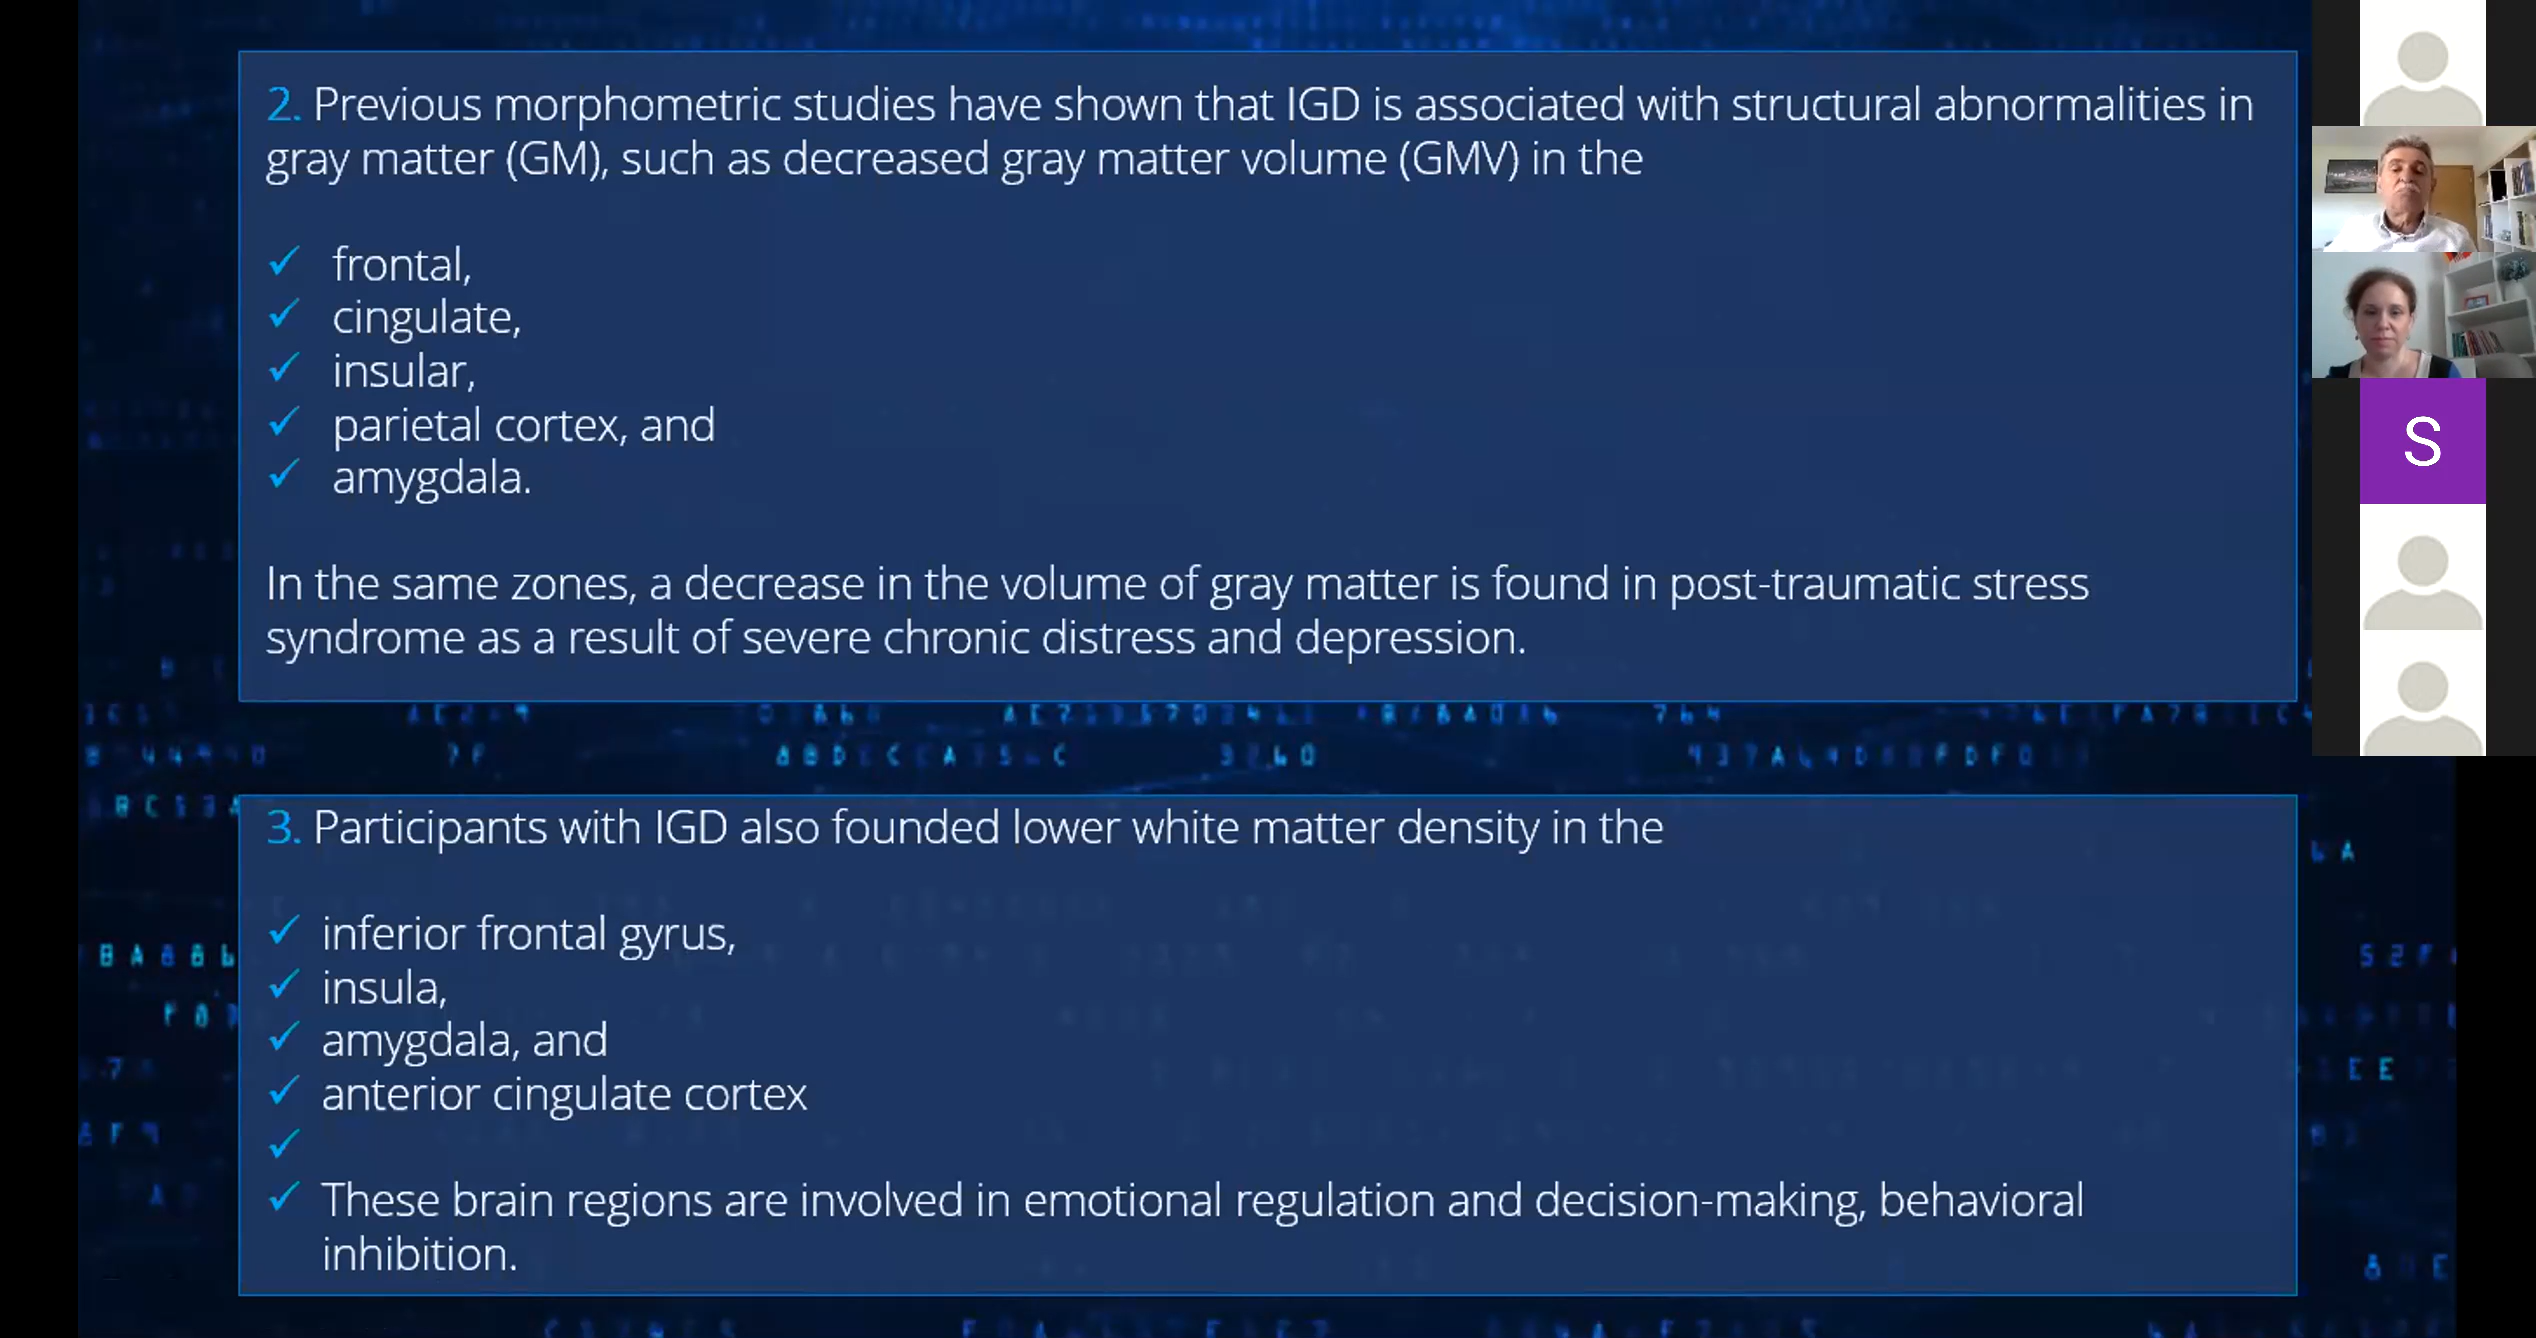 2. Previous morphometric studies have shown that IGD is associated with structural abnormalities in
gray matter (GM), such as decreased gray matter volume (GMV) in the
✓ frontal,
✓ cingulate,
✓ insular,
✓ parietal cortex, and
✓ amygdala.
In the same zones, a decrease in the volume of gray matter is found in post-traumatic stress
syndrome as a result of severe chronic distress and depression.
3. Participants with IGD also founded lower white matter density in the
✓ inferior frontal gyrus,
✓ insula,
✓ amygdala, and
✓ anterior cingulate cortex
✓
✓ These brain regions are involved in emotional regulation and decision-making, behavioral
inhibition.
S